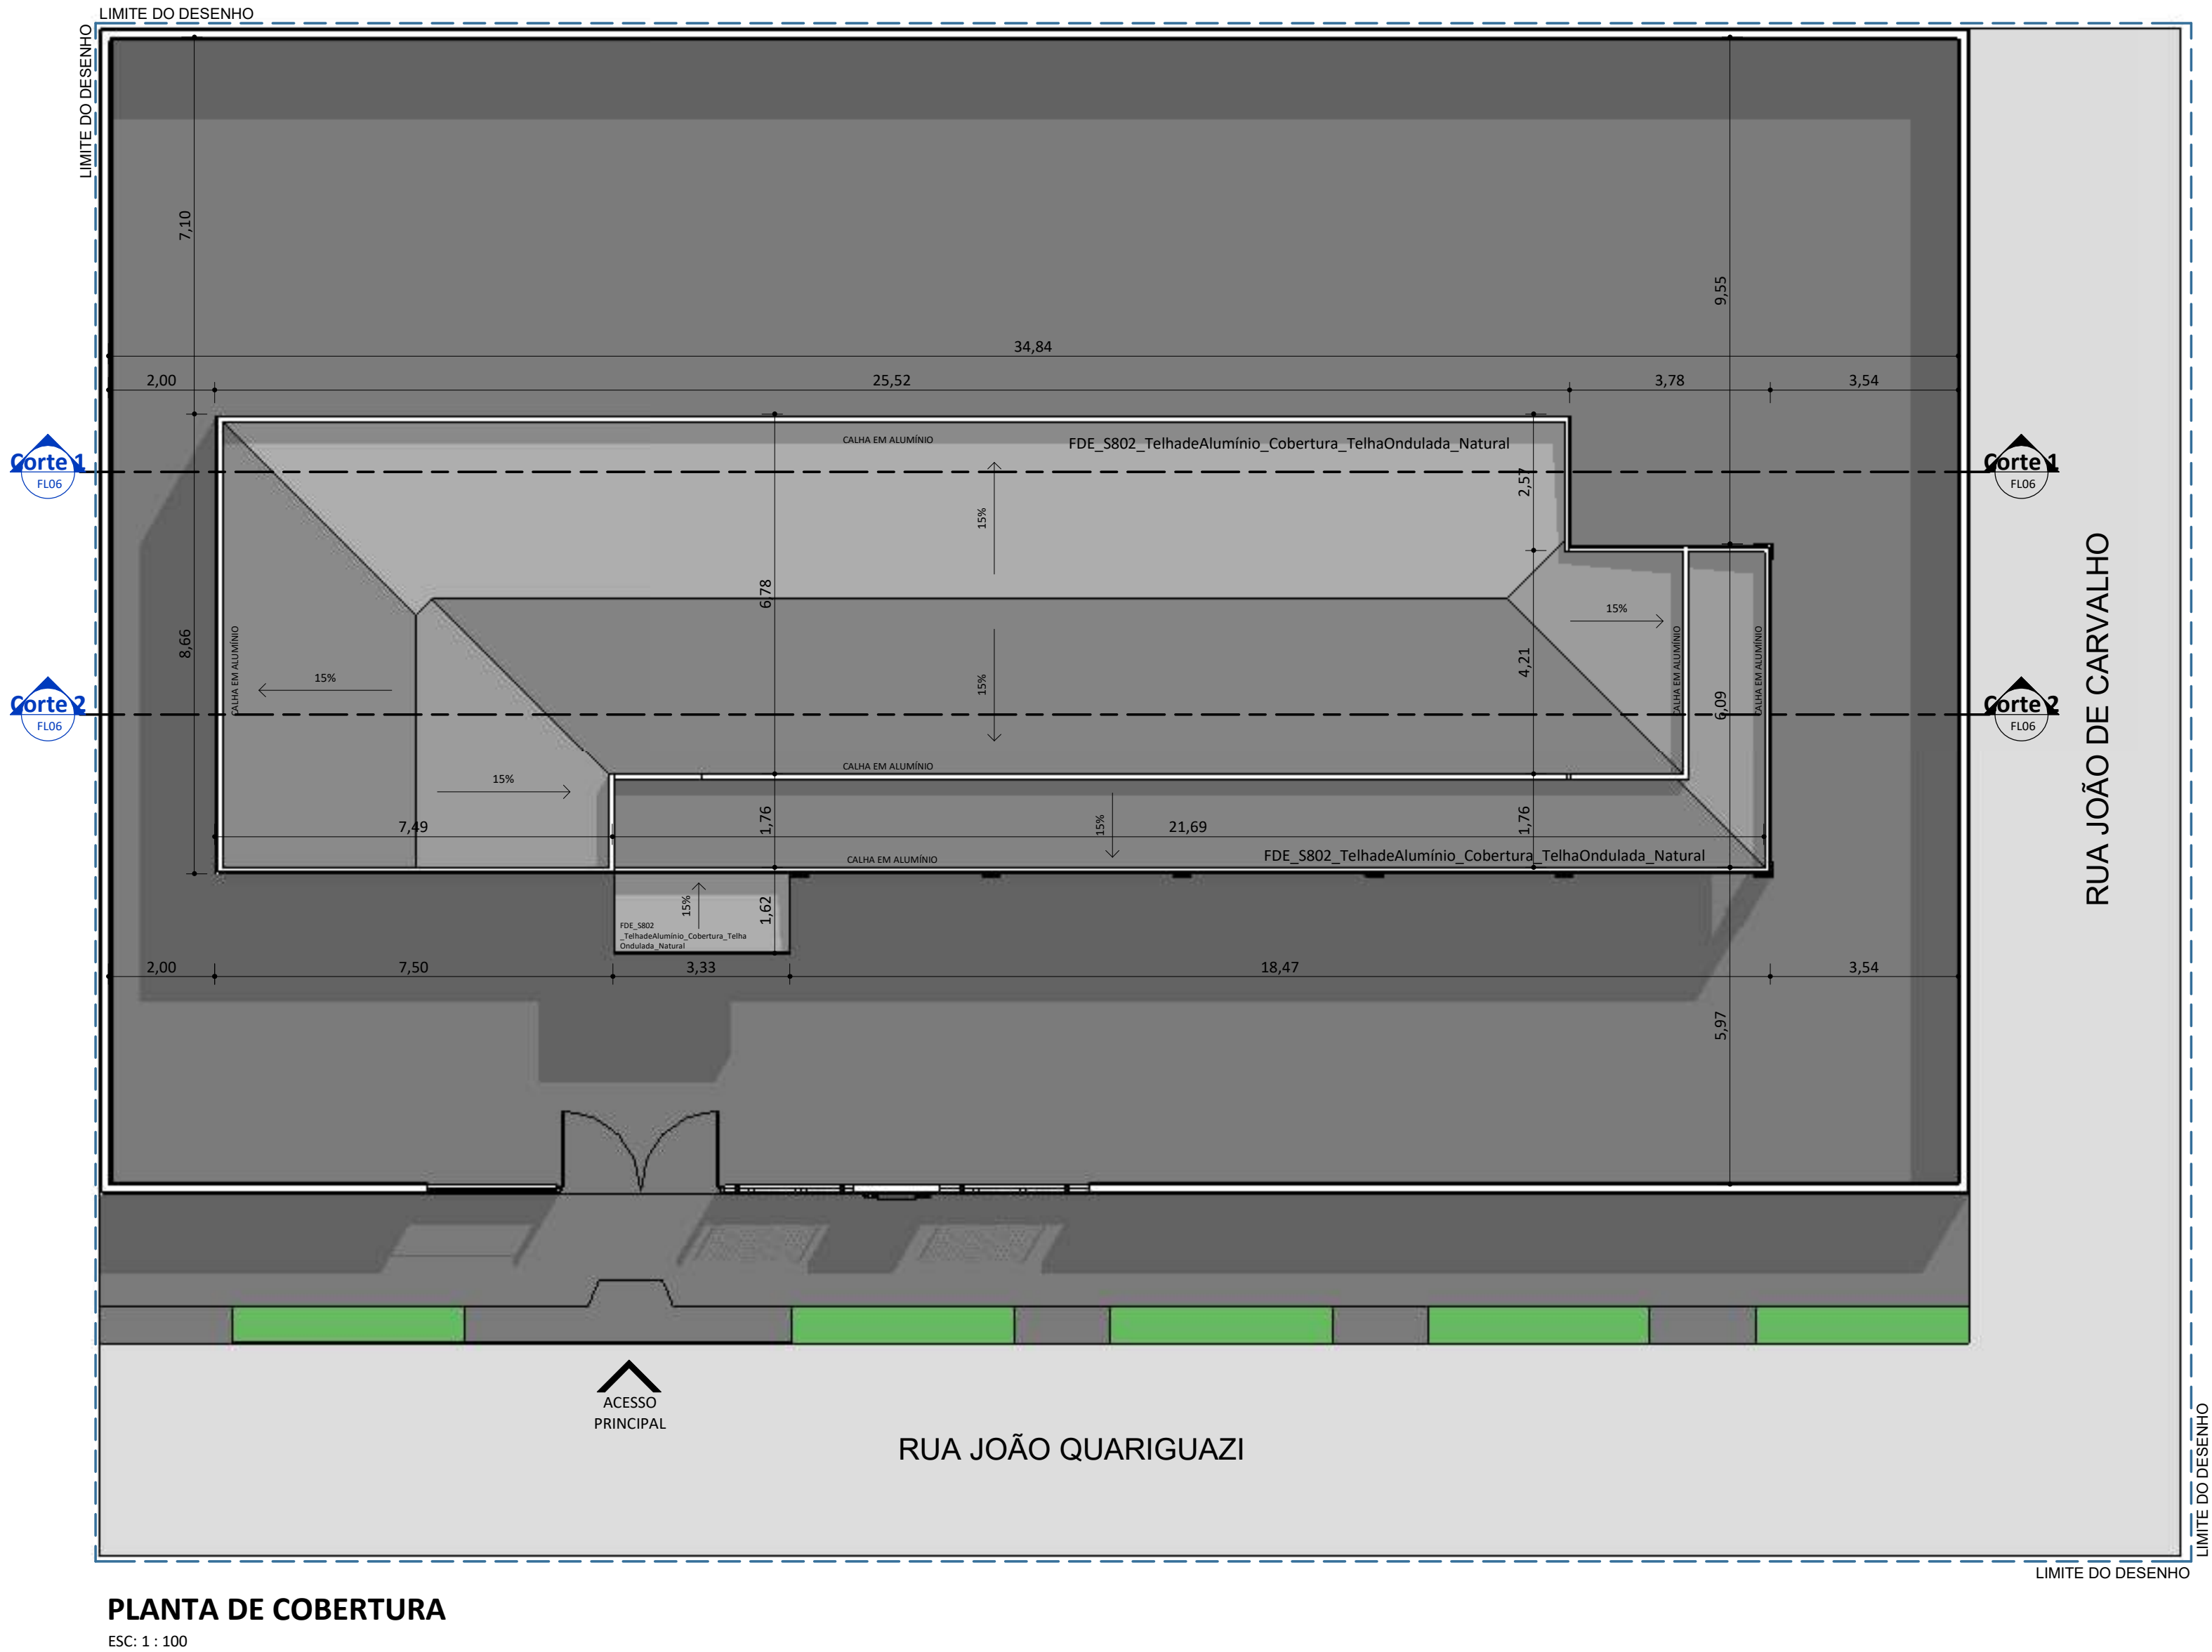 LIMITE DO DESENHO
LIMITE DO DESENHO
7,10
9,55
34,84
2,00
25,52
3,78
3,54
CALHA EM ALUMÍNIO
FDE_S802_TelhadeAlumínio_Cobertura_TelhaOndulada_Natural
Corte 1
FL06
Corte 1
FL06
2,57
15%
6,78
15%
RUA JOÃO DE CARVALHO
8,66
CALHA EM ALUMÍNIO
15%
15%
4,21
CALHA EM ALUMÍNIO
6,09
CALHA EM ALUMÍNIO
Corte 2
FL06
Corte 2
FL06
CALHA EM ALUMÍNIO
15%
7,49
1,76
15%
21,69
1,76
CALHA EM ALUMÍNIO
FDE_S802_TelhadeAlumínio_Cobertura_TelhaOndulada_Natural
15%
1,62
FDE_S802
_TelhadeAlumínio_Cobertura_Telha
Ondulada_Natural
2,00
7,50
3,33
18,47
3,54
5,97
ACESSO
PRINCIPAL
RUA JOÃO QUARIGUAZI
LIMITE DO DESENHO
LIMITE DO DESENHO
PLANTA DE COBERTURA
ESC: 1 : 100